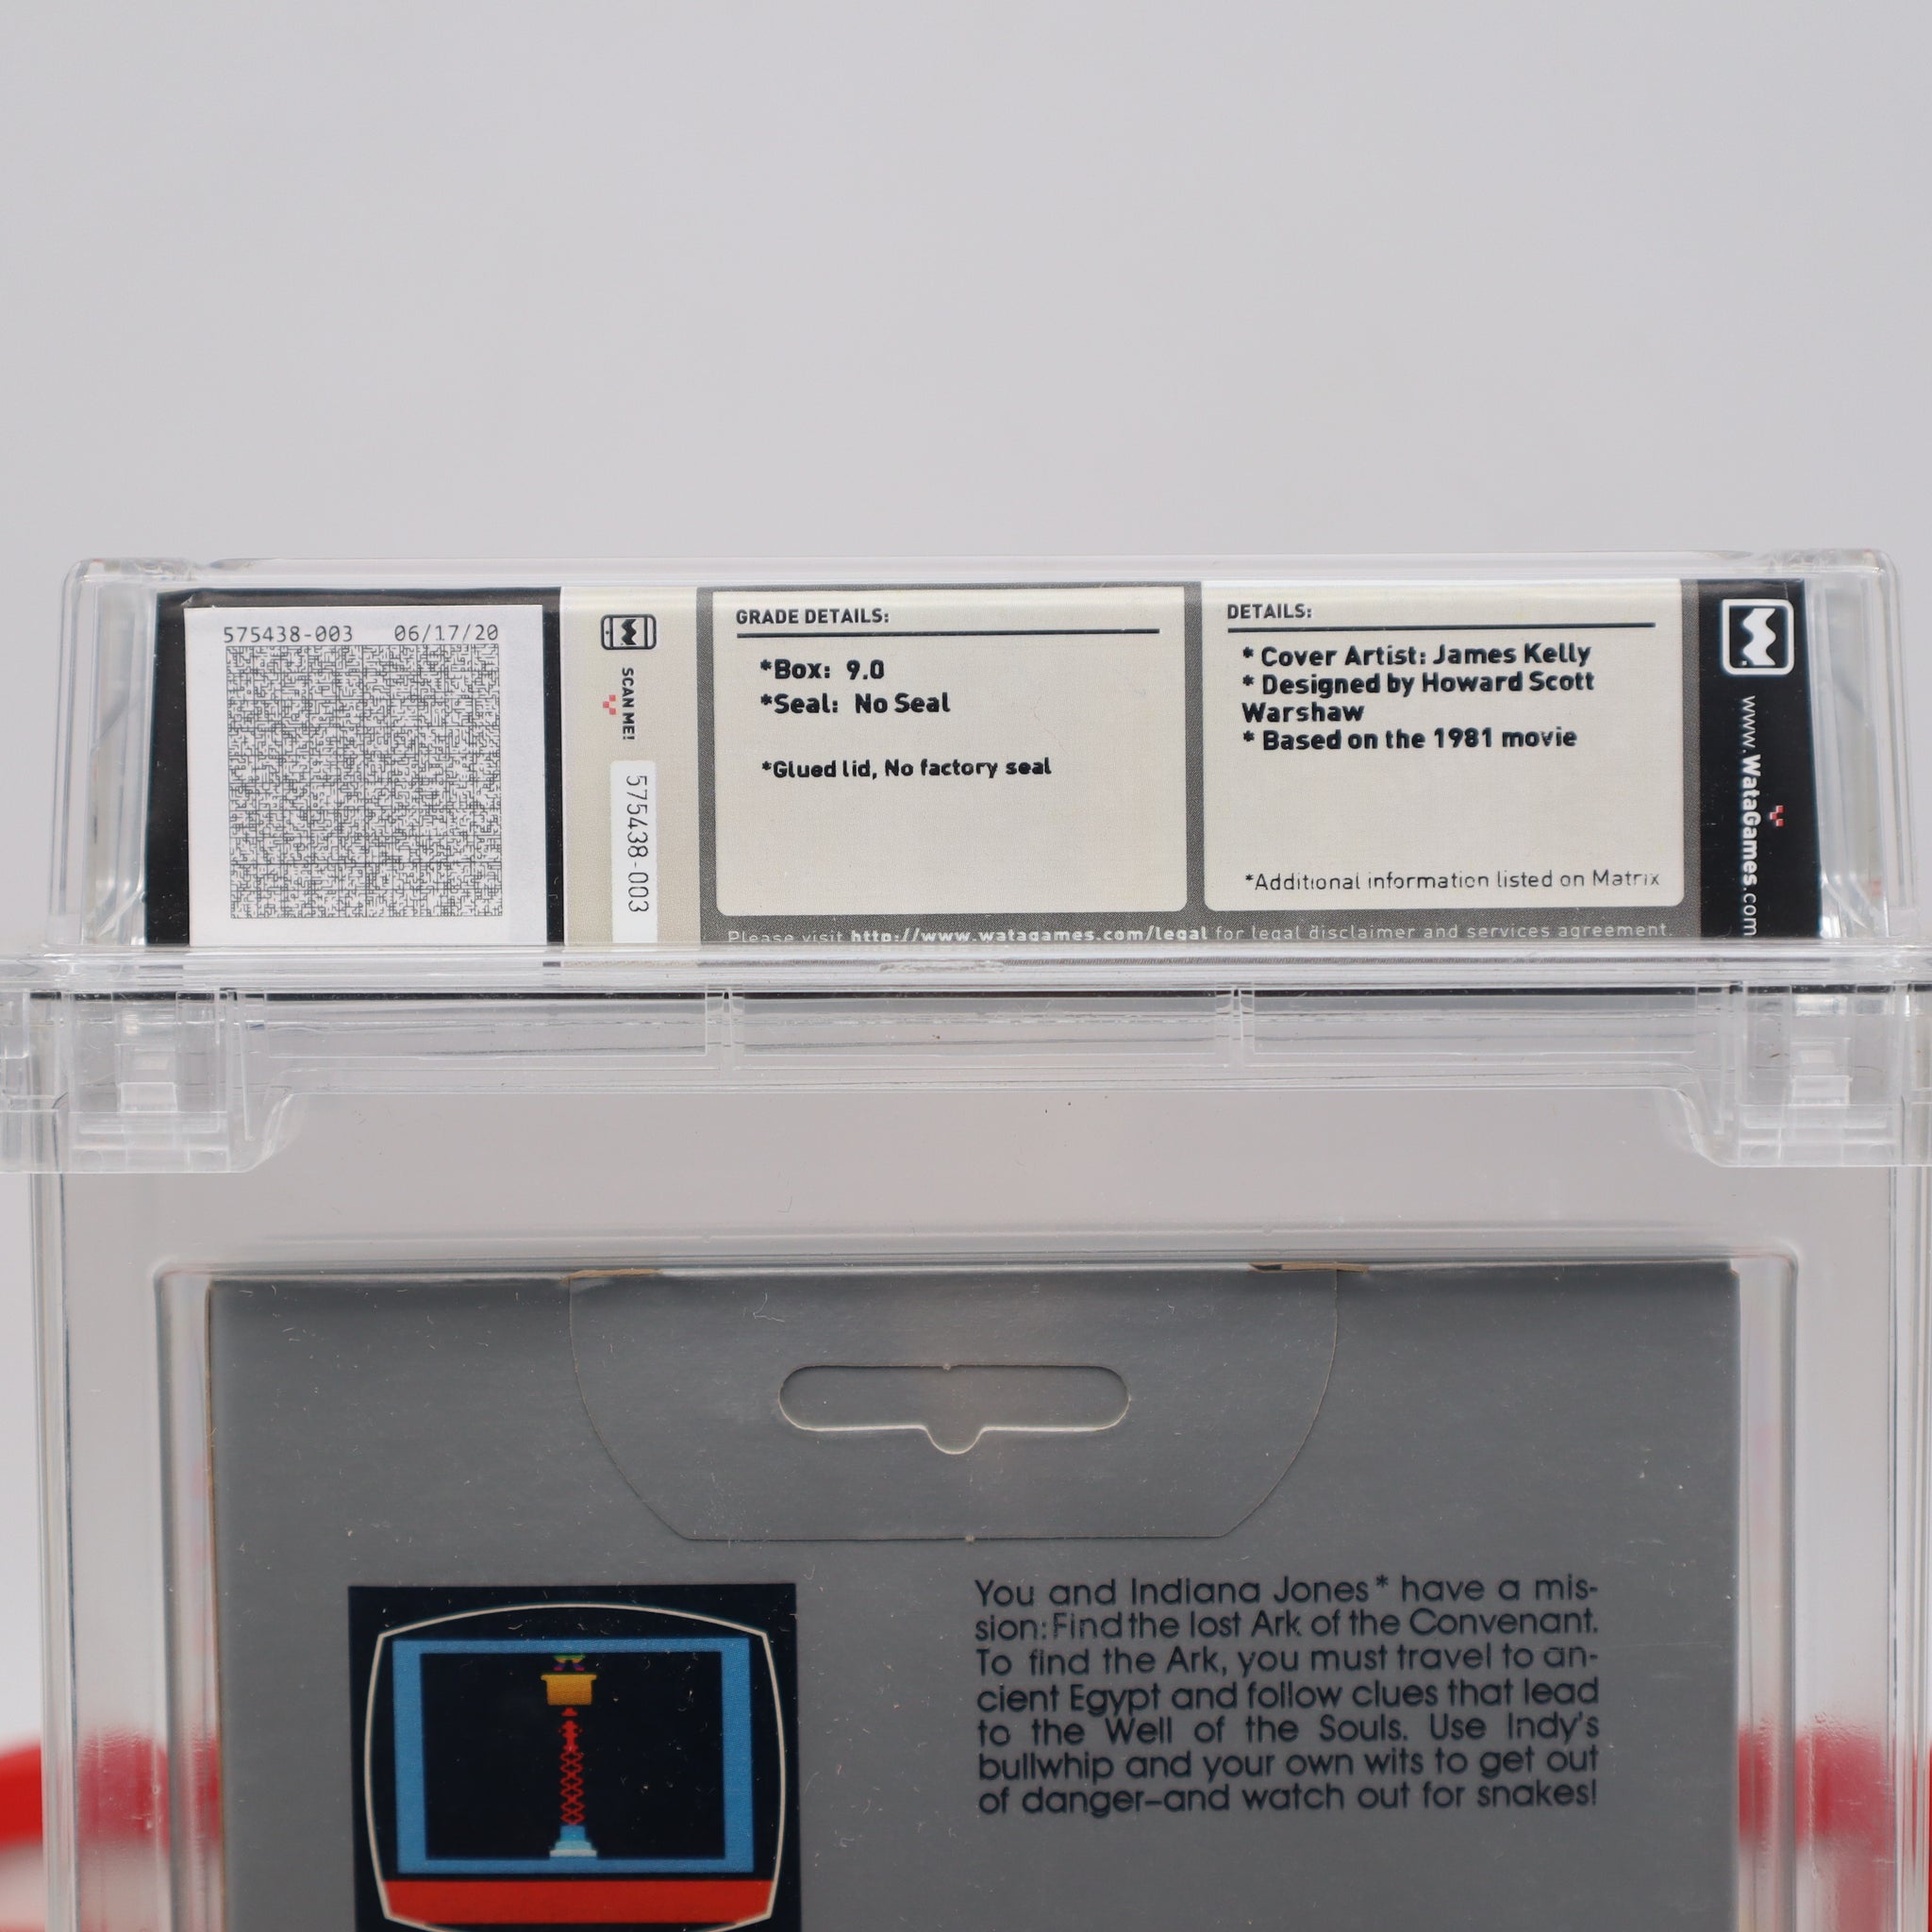 575438-003 06/17/20
SCAN ME!
575438-003
GRADE DETAILS:
*Box: 9.0
*Seal: No Seal
*Glued lid, No factory seal
DETAILS:
* Cover Artist: James Kelly
* Designed by Howard Scott
Warshaw
* Based on the 1981 movie
*Additional information listed on Matrix
Please visit http://www.watagames.com/legal for legal disclaimer and services agreement.
www.WataGames.com
You and Indiana Jones* have a mis-
sion: Find the lost Ark of the Convenant.
To find the Ark, you must travel to an-
cient Egypt and follow clues that lead
to the Well of the Souls. Use Indy's
bullwhip and your own wits to get out
of danger–and watch out for snakes!